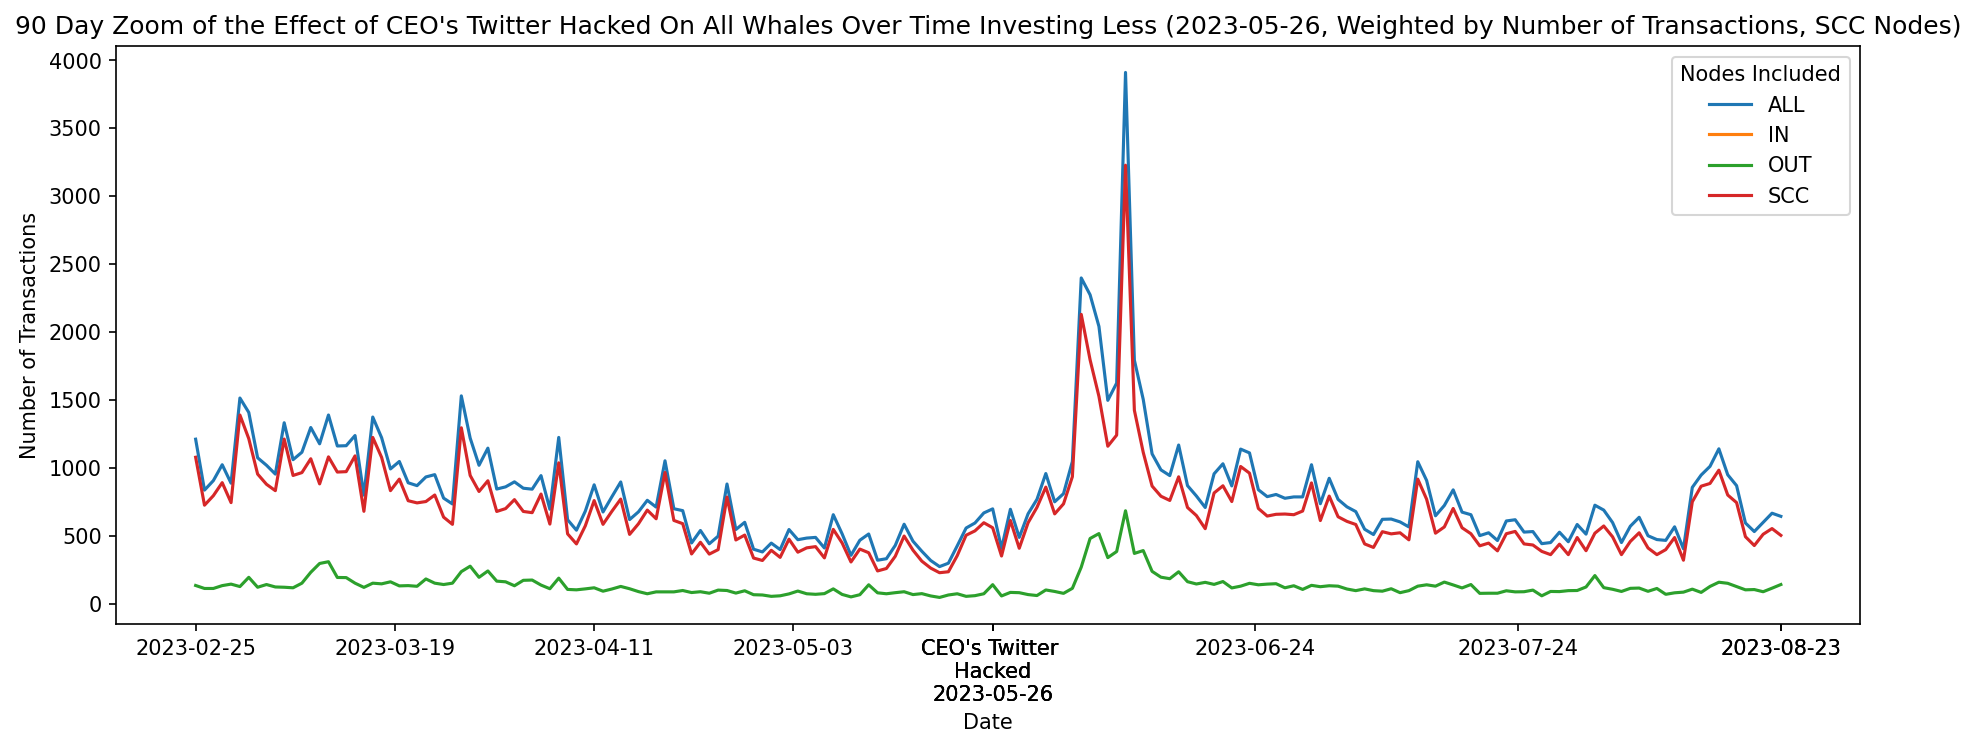 90 Day Zoom of the Effect of CEO's Twitter Hacked On All Whales Over Time Investing Less (2023-05-26, Weighted by Number of Transactions, SCC Nodes)
Nodes Included
ALL
IN
OUT
SCC
Number of Transactions
4000
3500
3000
2500
2000
1500
1000
500
0
2023-02-25
2023-03-19
2023-04-11
2023-05-03
CEO's Twitter
Hacked
2023-05-26
2023-06-24
2023-07-24
2023-08-23
Date